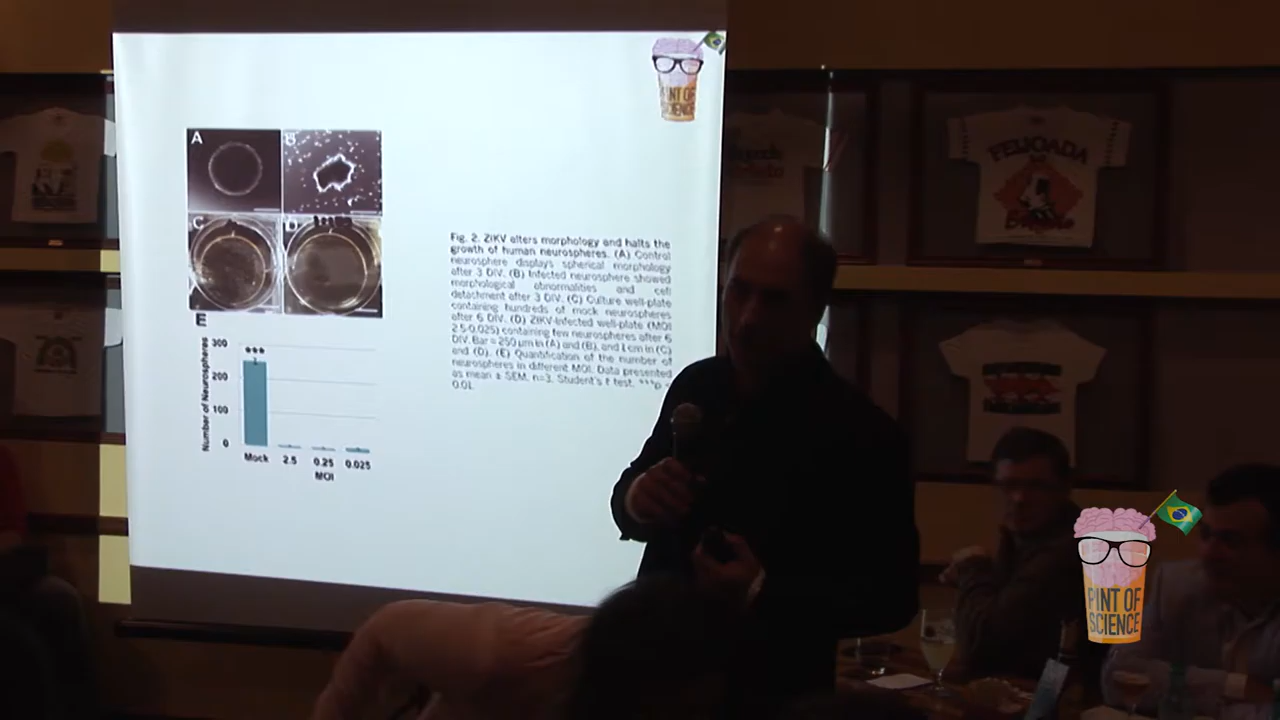 PINT OF
SCIENCE
A
B
C
D
Fig. 2. ZIKV alters morphology and halts the
growth of human neurospheres. (A) Control
neurosphere displays spherical morphology
after 3 DIV. (B) Infected neurosphere showed
morphological abnormalities and cell
detachment after 3 DIV. (C) Culture well-plate
containing hundreds of mock neurospheres
after 6 DIV. (D) ZIKV-infected well-plate (MOI
2.5-0.025) containing few neurospheres after 6
DIV. Bar = 250 µm in (A) and (B), and 1 cm in (C)
and (D). (E) Quantification of the number of
neurospheres in different MOI. Data presented
as mean ± SEM, n=3, Student's t test, ***p <
0.01.
E
Number of Neurospheres
300
200
100
0
***
Mock 2.5 0.25 0.025
MOI
FEIJOADA
PINT OF
SCIENCE